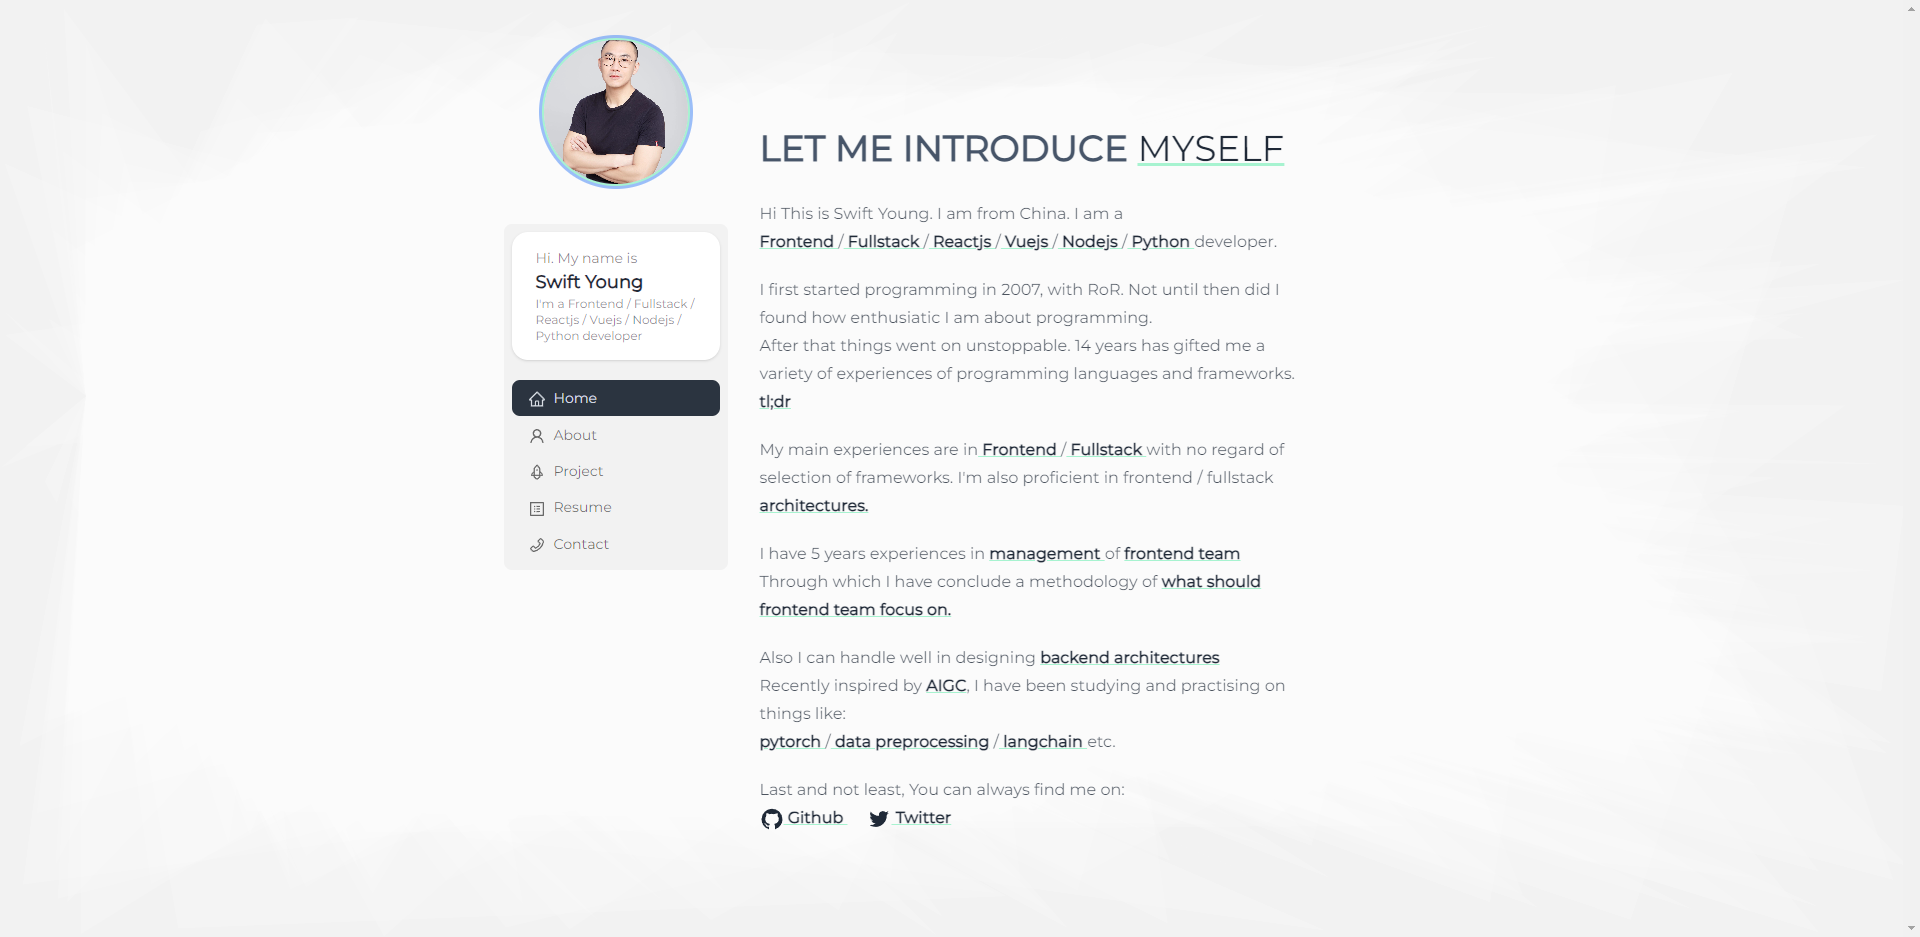 Hi. My name is
Swift Young
I'm a Frontend / Fullstack /
Reactjs / Vuejs / Nodejs /
Python developer
Home
About
Project
Resume
Contact
LET ME INTRODUCE MYSELF
Hi This is Swift Young. I am from China. I am a
Frontend / Fullstack / Reactjs / Vuejs / Nodejs / Python developer.
I first started programming in 2007, with RoR. Not until then did I
found how enthusiatic I am about programming.
After that things went on unstoppable. 14 years has gifted me a
variety of experiences of programming languages and frameworks.
tl;dr
My main experiences are in Frontend / Fullstack with no regard of
selection of frameworks. I'm also proficient in frontend / fullstack
architectures.
I have 5 years experiences in management of frontend team
Through which I have conclude a methodology of what should
frontend team focus on.
Also I can handle well in designing backend architectures
Recently inspired by AIGC, I have been studying and practising on
things like:
pytorch / data preprocessing / langchain etc.
Last and not least, You can always find me on:
Github Twitter